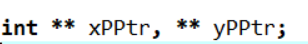 int ** xPPtr, ** yPPtr;